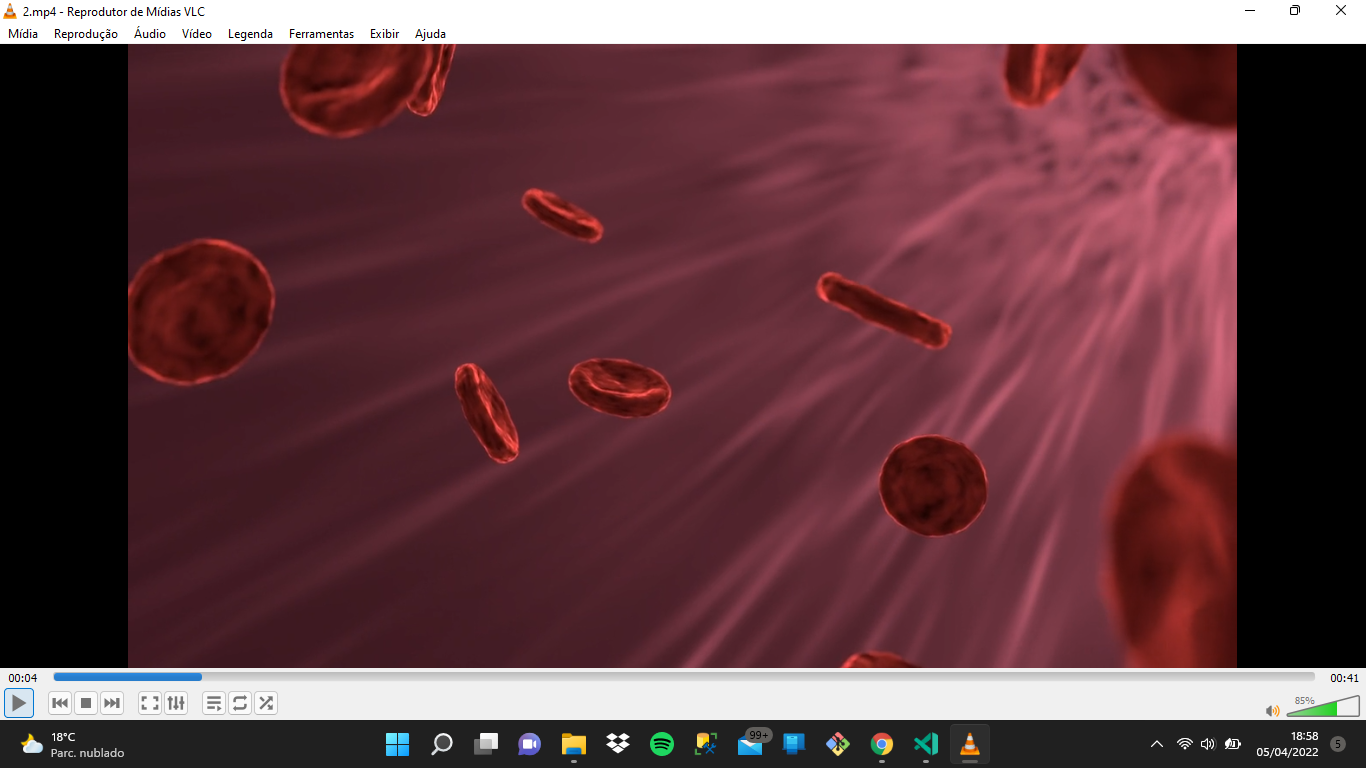 2.mp4 - Reprodutor de Mídias VLC
Mídia Reprodução Áudio Vídeo Legenda Ferramentas Exibir Ajuda
00:04 00:41
85%
18°C
Parc. nublado
99+
18:58
05/04/2022
5